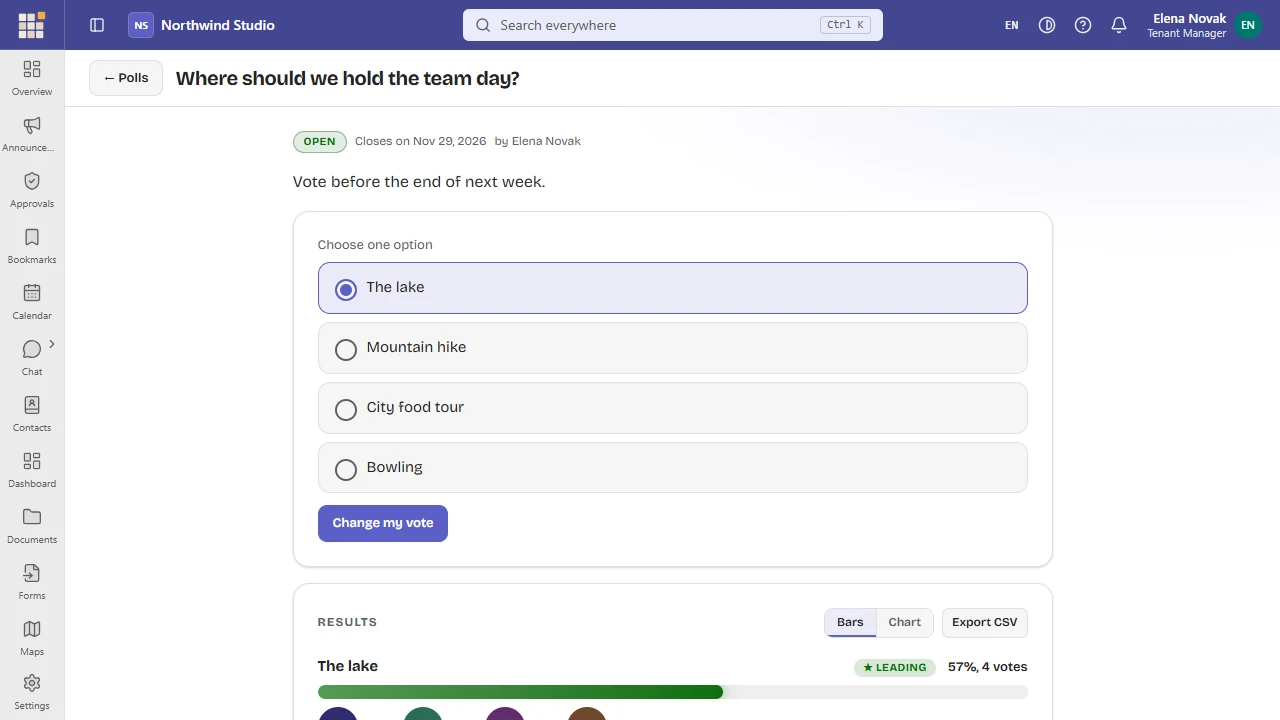 NS Northwind Studio
Search everywhere
Ctrl K
EN
Elena Novak
Tenant Manager
EN
Overview
Announce...
Approvals
Bookmarks
Calendar
Chat
Contacts
Dashboard
Documents
Forms
Maps
Settings
← Polls
Where should we hold the team day?
OPEN Closes on Nov 29, 2026 by Elena Novak
Vote before the end of next week.
Choose one option
The lake
Mountain hike
City food tour
Bowling
Change my vote
RESULTS
Bars Chart Export CSV
The lake ★ LEADING 57%, 4 votes